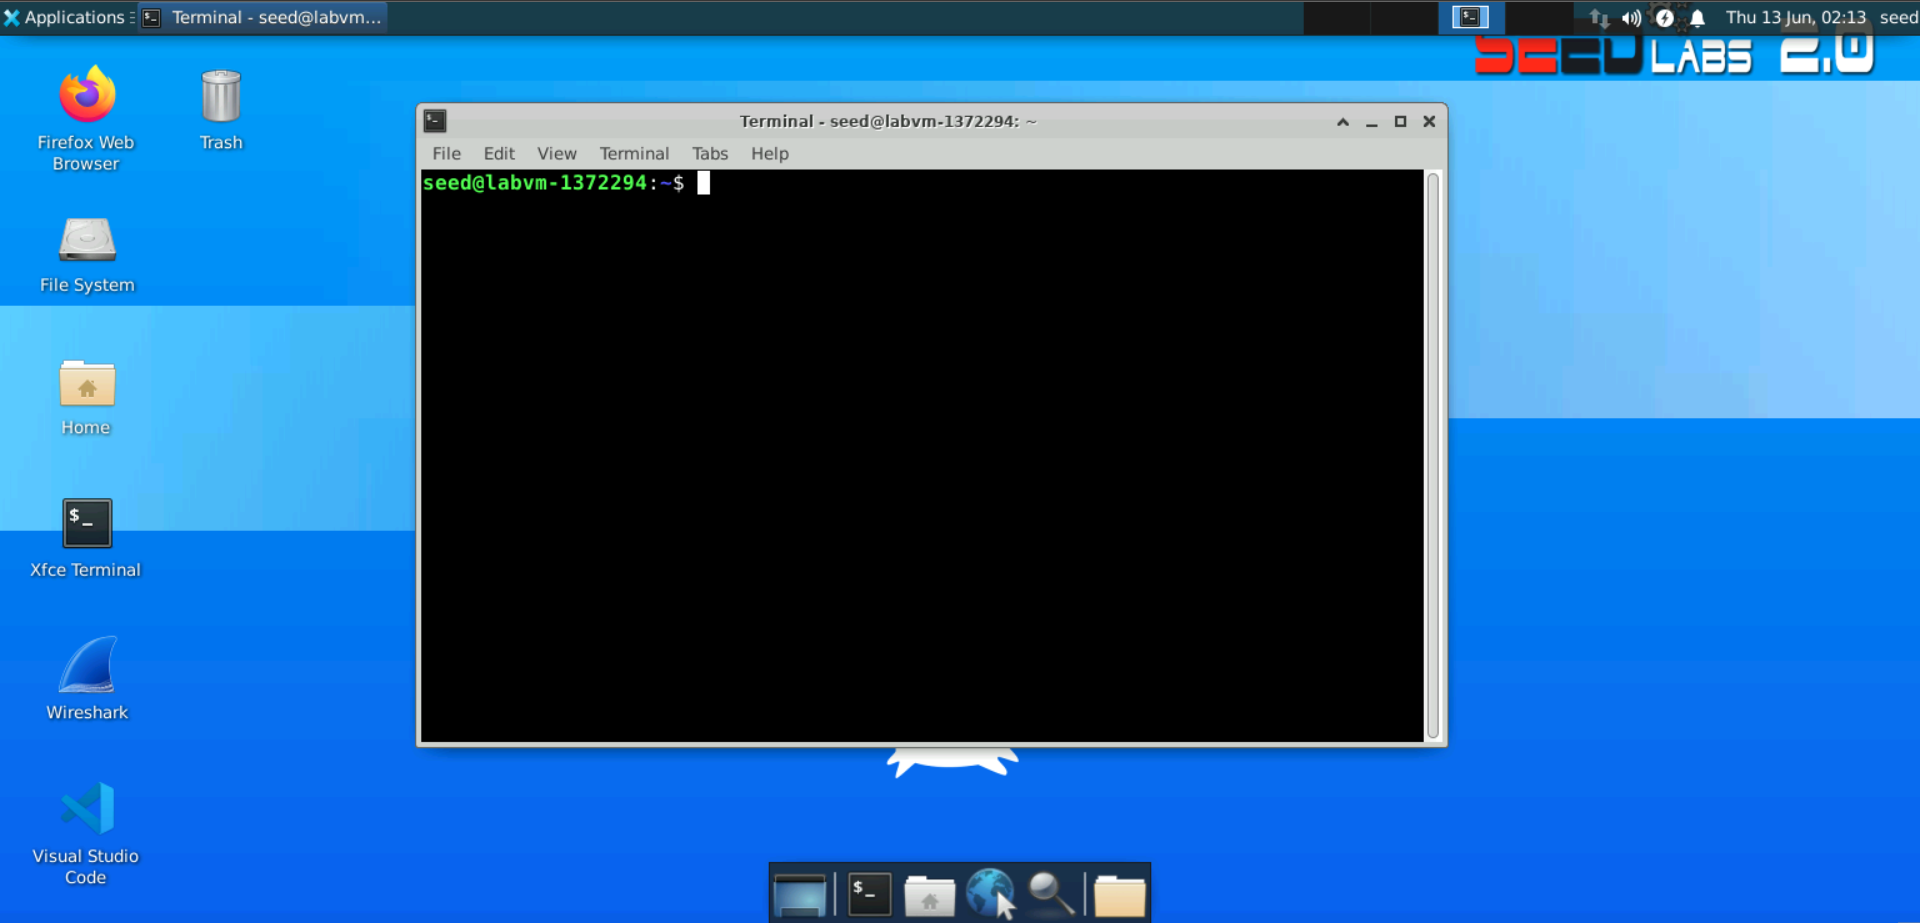 Applications
Terminal - seed@labvm...
Thu 13 Jun, 02:13
seed
SEED LABS 2.0
Firefox Web
Browser
Trash
File System
Home
$_
Xfce Terminal
Wireshark
Visual Studio
Code
Terminal - seed@labvm-1372294: ~
File Edit View Terminal Tabs Help
seed@labvm-1372294:~$
$_